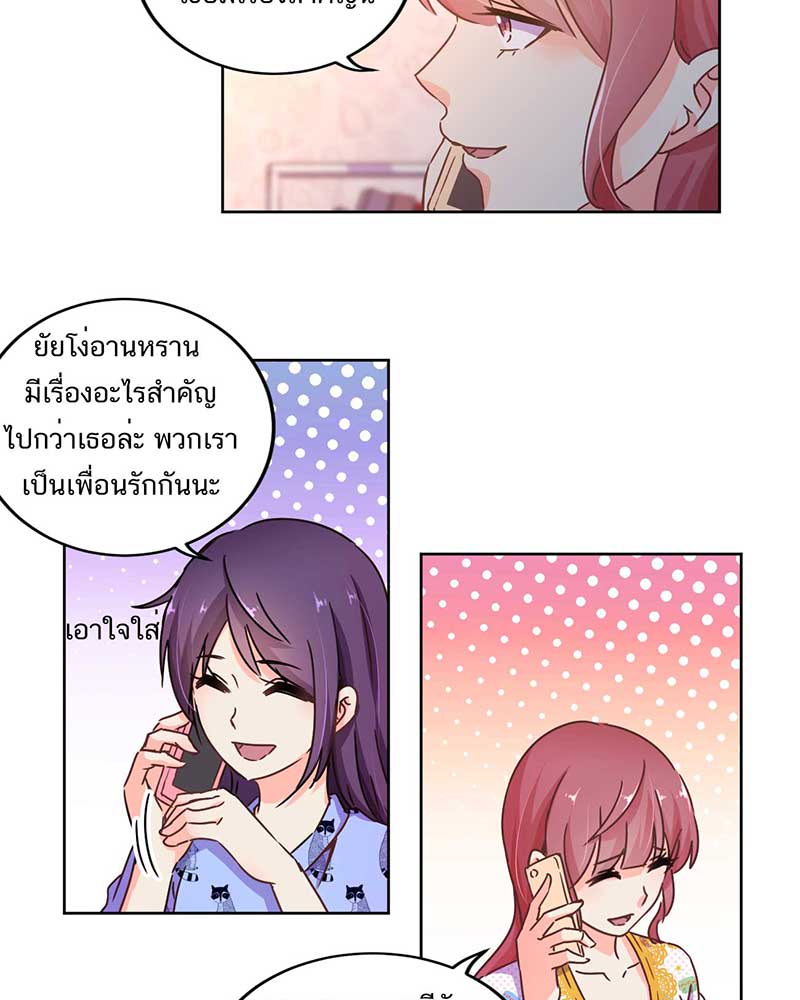 ยัยโง่อานหราน
มีเรื่องอะไรสำคัญ
ไปกว่าเธอล่ะ พวกเรา
เป็นเพื่อนรักกันนะ
เอาใจใส่